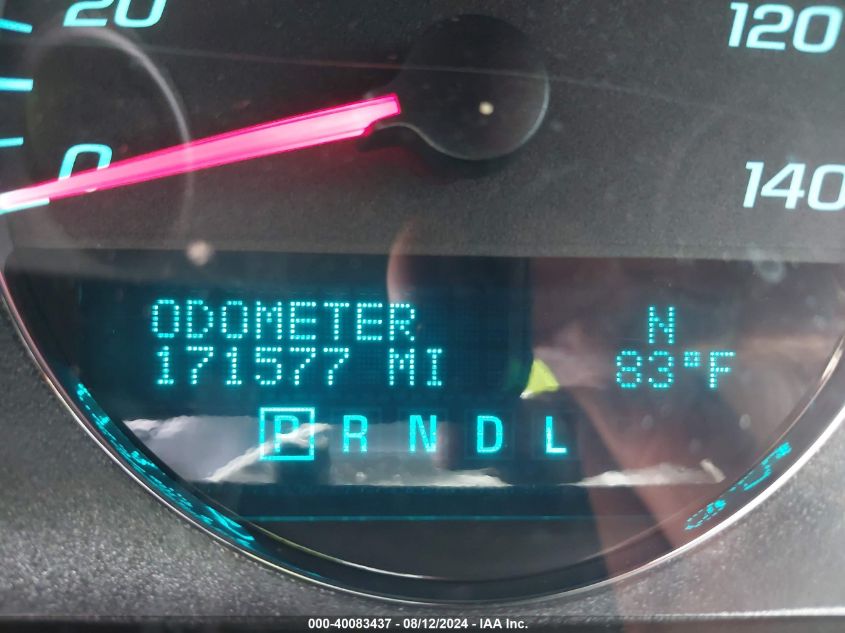 20
120
0
140
ODOMETER N
171577 MI 83°F
P R N D L
000-40083437 - 08/12/2024 - IAA Inc.